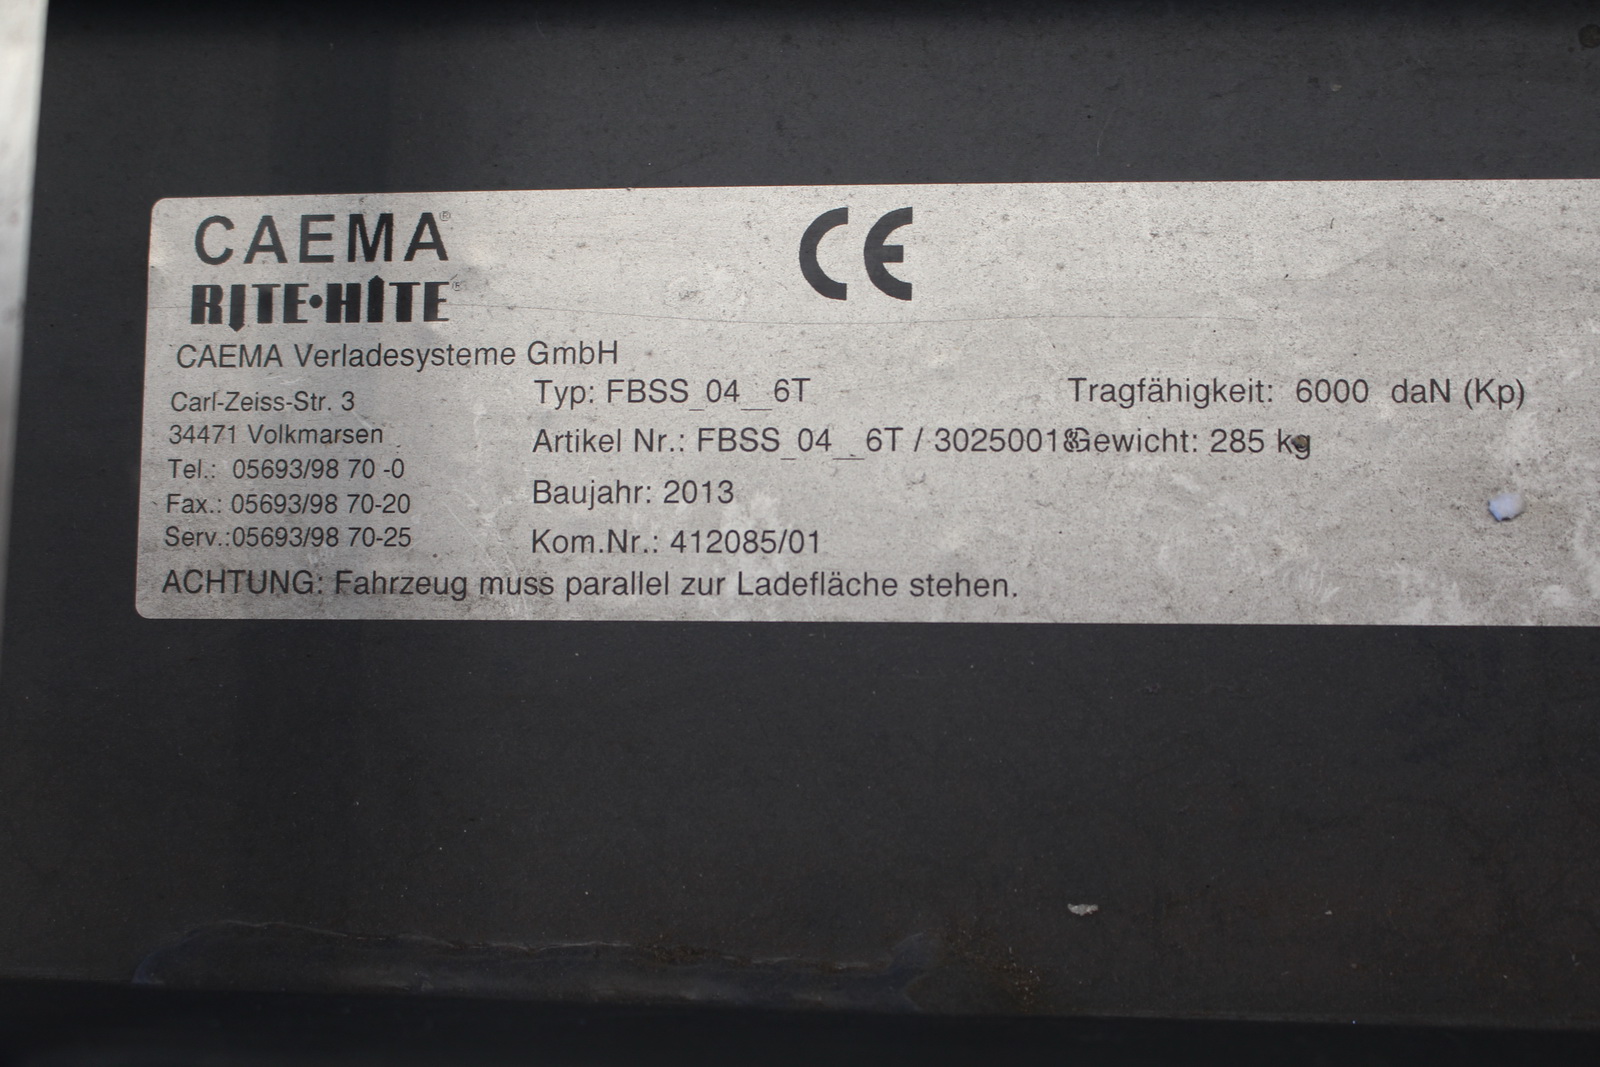 CAEMA®
RITE•HITE®
CE
CAEMA Verladesysteme GmbH
Carl-Zeiss-Str. 3
34471 Volkmarsen
Tel.: 05693/98 70 -0
Fax.: 05693/98 70-20
Serv.:05693/98 70-25
Typ: FBSS_04__6T
Artikel Nr.: FBSS_04__6T /
Baujahr: 2013
Kom.Nr.: 412085/01
Tragfähigkeit: 6000 daN (Kp)
Gewicht: 285 kg
ACHTUNG: Fahrzeug muss parallel zur Ladefläche stehen.